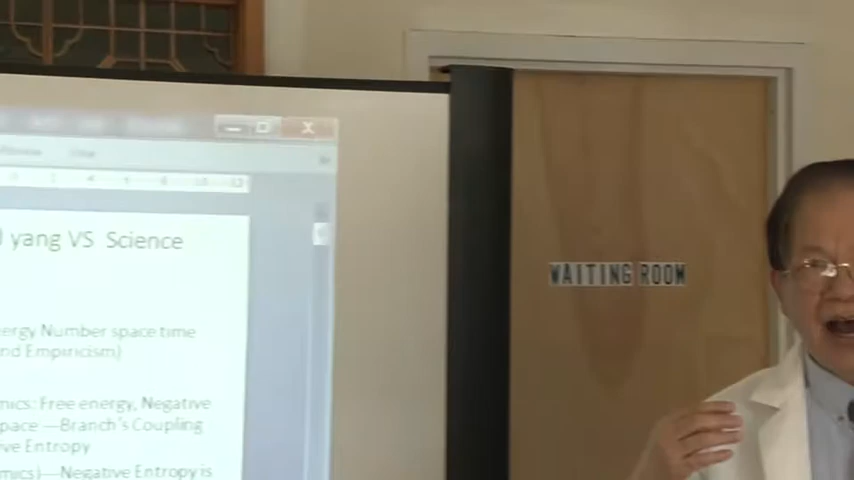 yang VS Science
WAITING ROOM
ergy Number space time
nd Empiricism)
mics: Free energy, Negative
space —Branch's Coupling
ve Entropy
mics)—Negative Entropy is